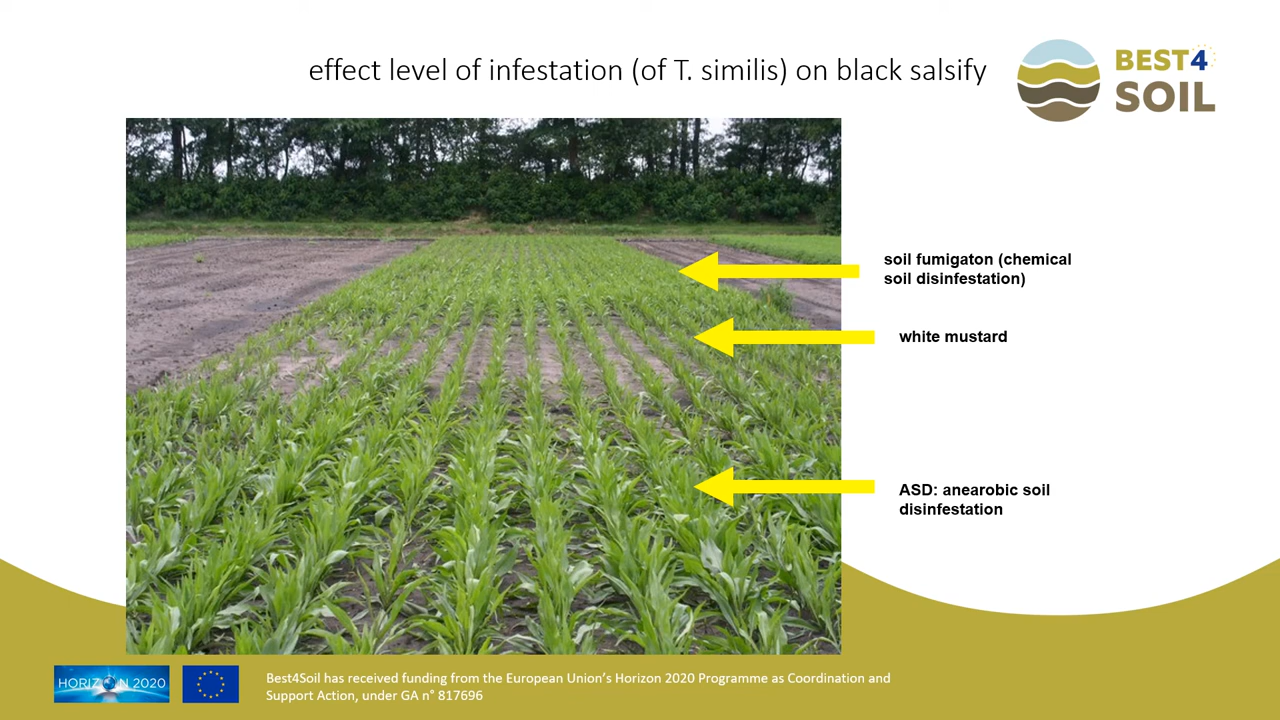 effect level of infestation (of T. similis) on black salsify
BEST4
SOIL
soil fumigaton (chemical
soil disinfestation)
white mustard
ASD: anearobic soil
disinfestation
HORIZON 2020
Best4Soil has received funding from the European Union's Horizon 2020 Programme as Coordination and
Support Action, under GA n° 817696